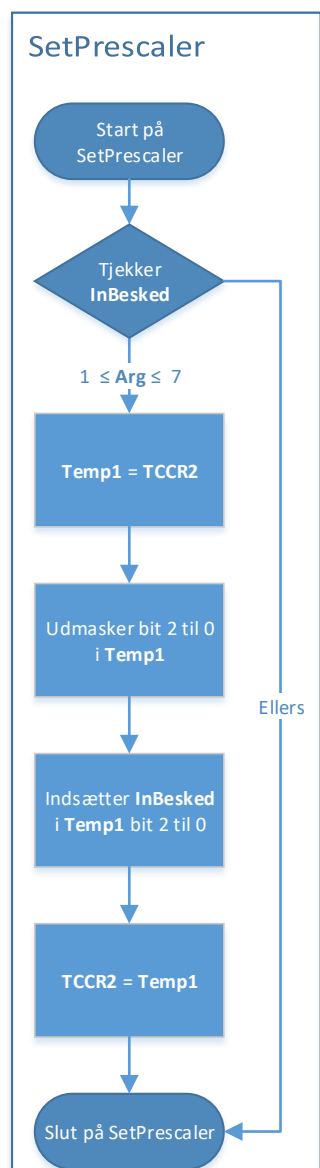 SetPrescaler
Start på
SetPrescaler
Tjekker
InBesked
1 ≤ Arg ≤ 7
Temp1 = TCCR2
Udmasker bit 2 til 0
i Temp1
Ellers
Indsætter InBesked
i Temp1 bit 2 til 0
TCCR2 = Temp1
Slut på SetPrescaler